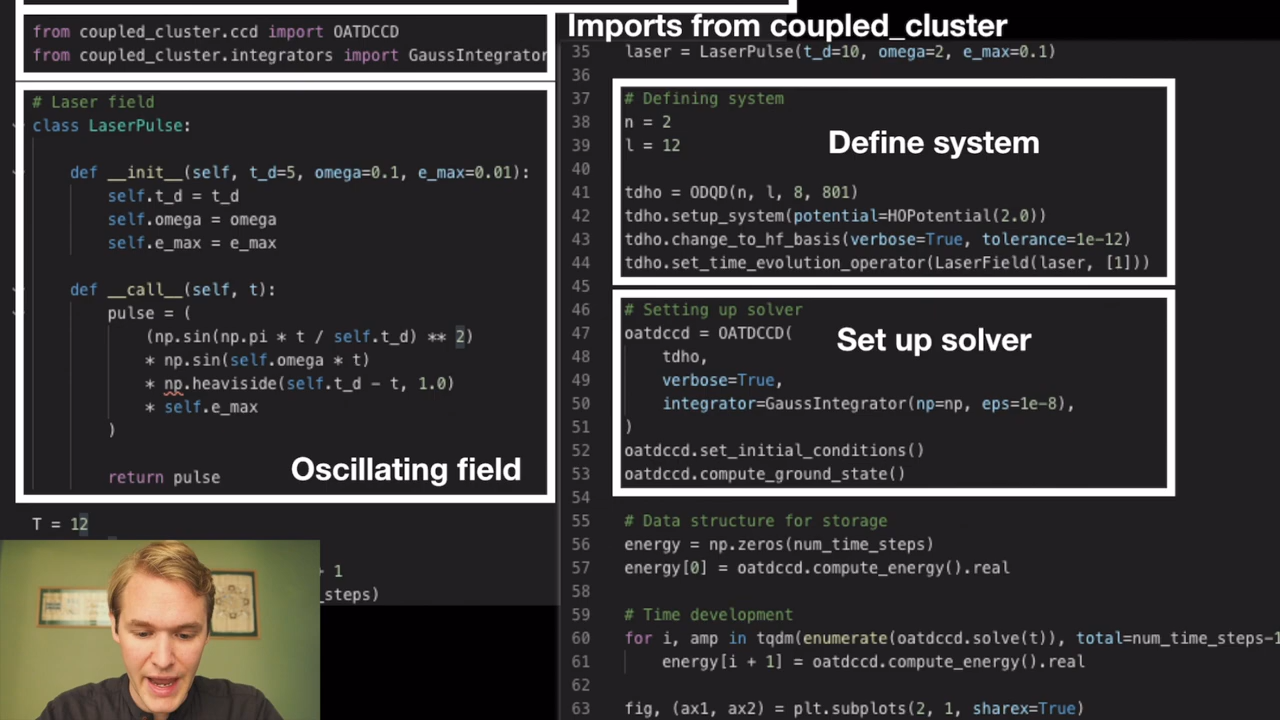 from coupled_cluster.ccd import OATDCCD
from coupled_cluster.integrators import GaussIntegrator
Imports from coupled_cluster
# Laser field
class LaserPulse:
def __init__(self, t_d=5, omega=0.1, e_max=0.01):
self.t_d = t_d
self.omega = omega
self.e_max = e_max
def __call__(self, t):
pulse = (
(np.sin(np.pi * t / self.t_d) ** 2)
* np.sin(self.omega * t)
* np.heaviside(self.t_d - t, 1.0)
* self.e_max
)
return pulse
Oscillating field
T = 12
+ 1
_steps)
35 laser = LaserPulse(t_d=10, omega=2, e_max=0.1)
36
37 # Defining system
38 n = 2
39 l = 12
Define system
40
41 tdho = ODQD(n, l, 8, 801)
42 tdho.setup_system(potential=HOPotential(2.0))
43 tdho.change_to_hf_basis(verbose=True, tolerance=1e-12)
44 tdho.set_time_evolution_operator(LaserField(laser, [1]))
45
46 # Setting up solver
47 oatdccd = OATDCCD(
Set up solver
48 tdho,
49 verbose=True,
50 integrator=GaussIntegrator(np=np, eps=1e-8),
51 )
52 oatdccd.set_initial_conditions()
53 oatdccd.compute_ground_state()
54
55 # Data structure for storage
56 energy = np.zeros(num_time_steps)
57 energy[0] = oatdccd.compute_energy().real
58
59 # Time development
60 for i, amp in tqdm(enumerate(oatdccd.solve(t)), total=num_time_steps-1
61 energy[i + 1] = oatdccd.compute_energy().real
62
63 fig, (ax1, ax2) = plt.subplots(2, 1, sharex=True)